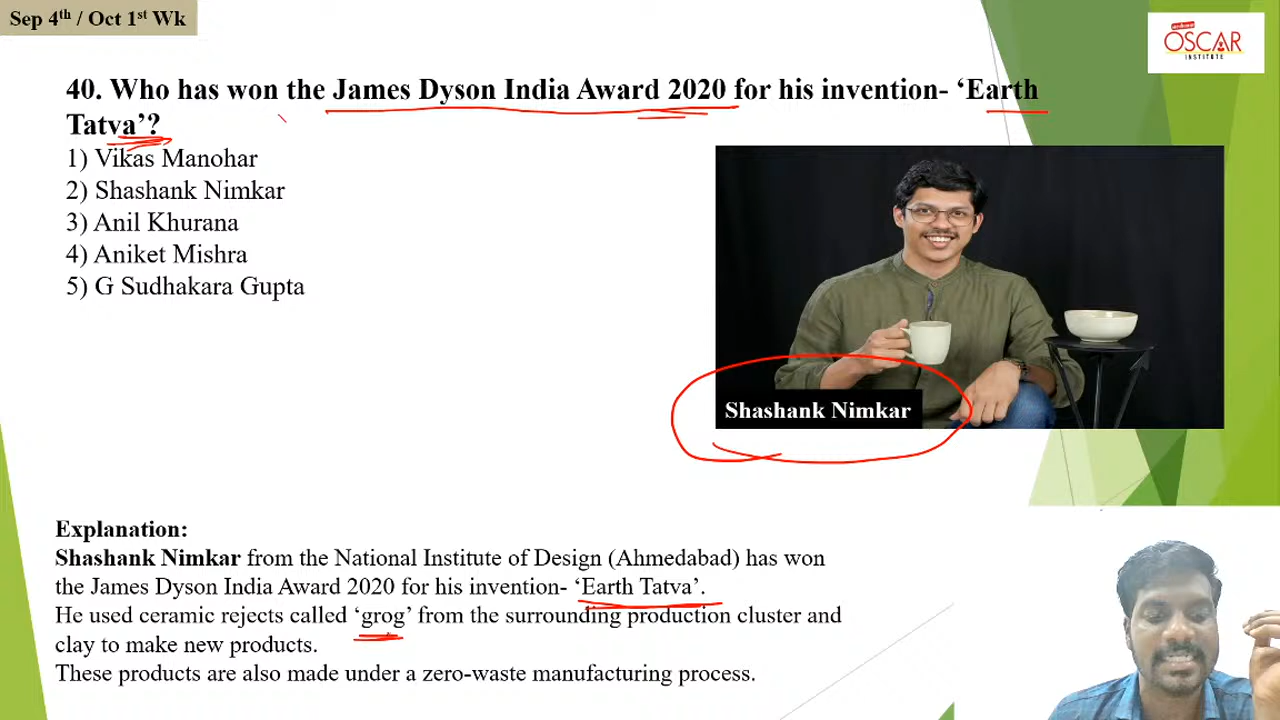 Sep 4th / Oct 1st Wk
OSCAR
INSTITUTE
40. Who has won the James Dyson India Award 2020 for his invention- ‘Earth
Tatva’?
1) Vikas Manohar
2) Shashank Nimkar
3) Anil Khurana
4) Aniket Mishra
5) G Sudhakara Gupta
Shashank Nimkar
Explanation:
Shashank Nimkar from the National Institute of Design (Ahmedabad) has won
the James Dyson India Award 2020 for his invention- ‘Earth Tatva’.
He used ceramic rejects called ‘grog’ from the surrounding production cluster and
clay to make new products.
These products are also made under a zero-waste manufacturing process.